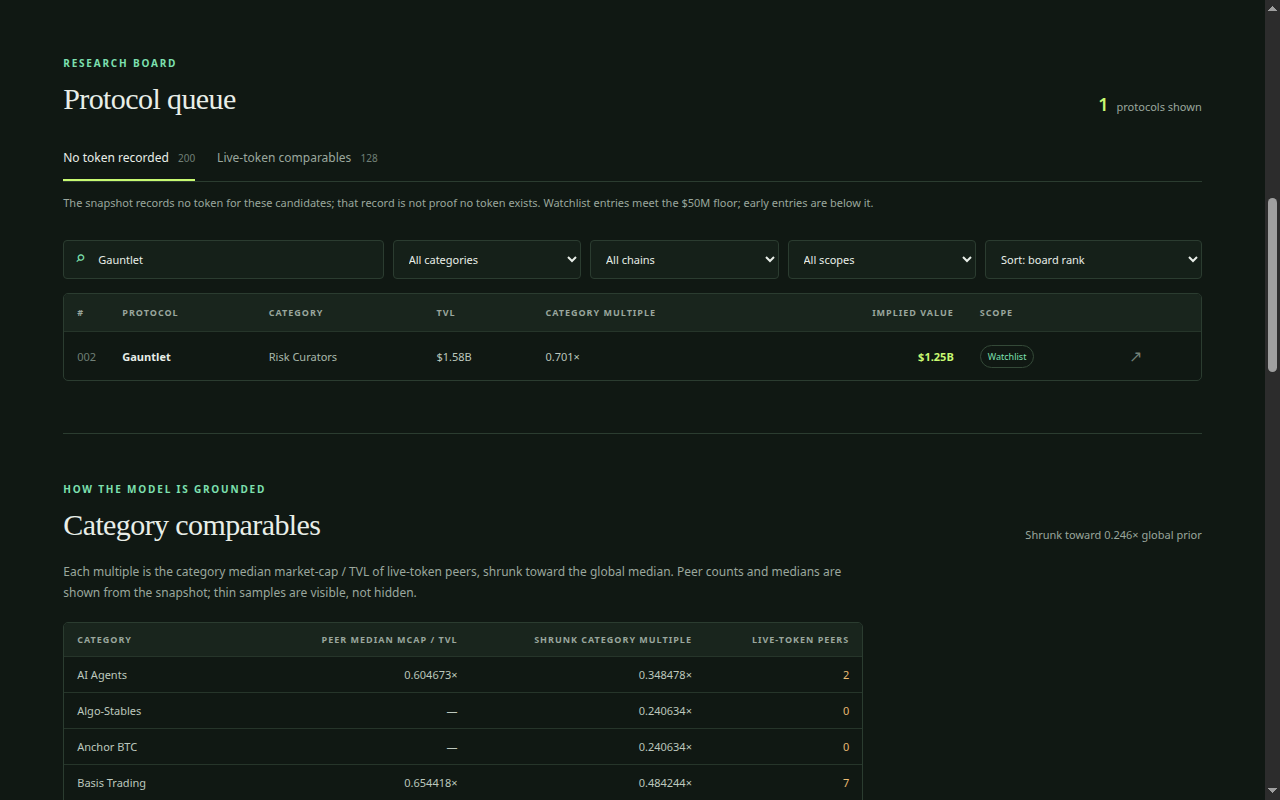 RESEARCH BOARD
Protocol queue
1 protocols shown
No token recorded 200 Live-token comparables 128
The snapshot records no token for these candidates; that record is not proof no token exists. Watchlist entries meet the $50M floor; early entries are below it.
Gauntlet All categories All chains All scopes Sort: board rank
# PROTOCOL CATEGORY TVL CATEGORY MULTIPLE IMPLIED VALUE SCOPE
002 Gauntlet Risk Curators $1.58B 0.701× $1.25B Watchlist ↗
HOW THE MODEL IS GROUNDED
Category comparables
Shrunk toward 0.246× global prior
Each multiple is the category median market-cap / TVL of live-token peers, shrunk toward the global median. Peer counts and medians are
shown from the snapshot; thin samples are visible, not hidden.
CATEGORY PEER MEDIAN MCAP / TVL SHRUNK CATEGORY MULTIPLE LIVE-TOKEN PEERS
AI Agents 0.604673× 0.348478× 2
Algo-Stables — 0.240634× 0
Anchor BTC — 0.240634× 0
Basis Trading 0.654418× 0.484244× 7